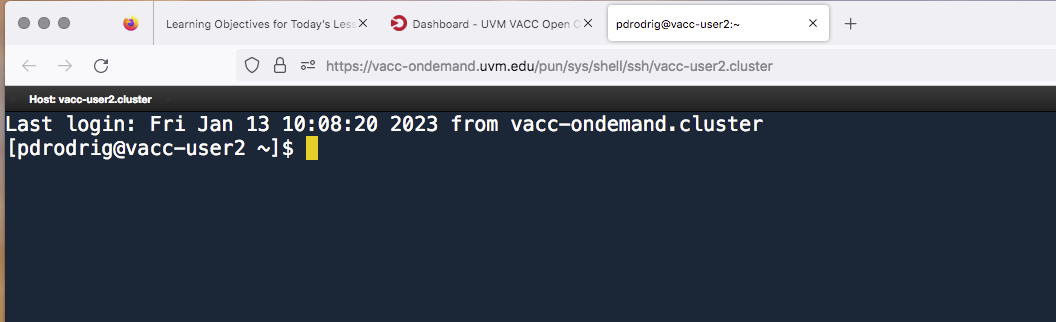 Learning Objectives for Today's Les
Dashboard - UVM VACC Open
pdrodrig@vacc-user2:~
https://vacc-ondemand.uvm.edu/pun/sys/shell/ssh/vacc-user2.cluster
Host: vacc-user2.cluster
Last login: Fri Jan 13 10:08:20 2023 from vacc-ondemand.cluster
[pdrodrig@vacc-user2 ~]$